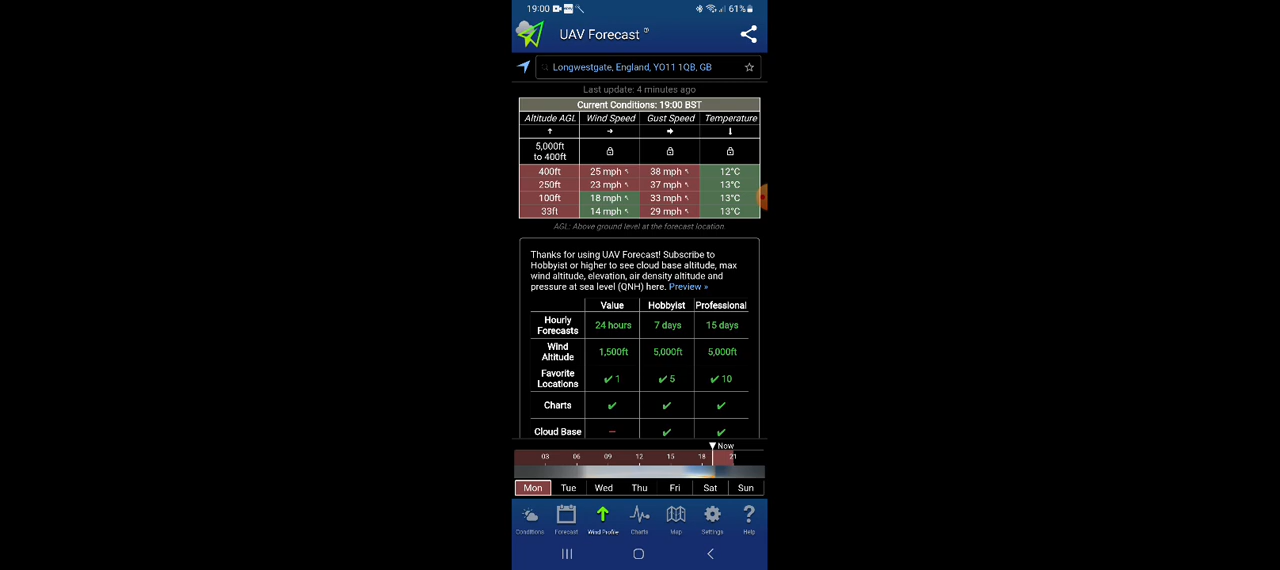 19:00 61%
UAV Forecast
Longwestgate, England, YO11 1QB, GB
Last update: 4 minutes ago
Current Conditions: 19:00 BST
Altitude AGL Wind Speed Gust Speed Temperature
5,000ft
to 400ft
400ft 25 mph 38 mph 12°C
250ft 23 mph 37 mph 13°C
100ft 18 mph 33 mph 13°C
33ft 14 mph 29 mph 13°C
AGL: Above ground level at the forecast location.
Thanks for using UAV Forecast! Subscribe to
Hobbyist or higher to see cloud base altitude, max
wind altitude, elevation, air density altitude and
pressure at sea level (QNH) here. Preview »
Value Hobbyist Professional
Hourly
Forecasts 24 hours 7 days 15 days
Wind
Altitude 1,500ft 5,000ft 5,000ft
Favorite
Locations ✔ 1 ✔ 5 ✔ 10
Charts ✔ ✔ ✔
Cloud Base – ✔ ✔
Now
03 06 09 12 15 18 21
Mon Tue Wed Thu Fri Sat Sun
Conditions Forecast Wind Profile Charts Map Settings Help